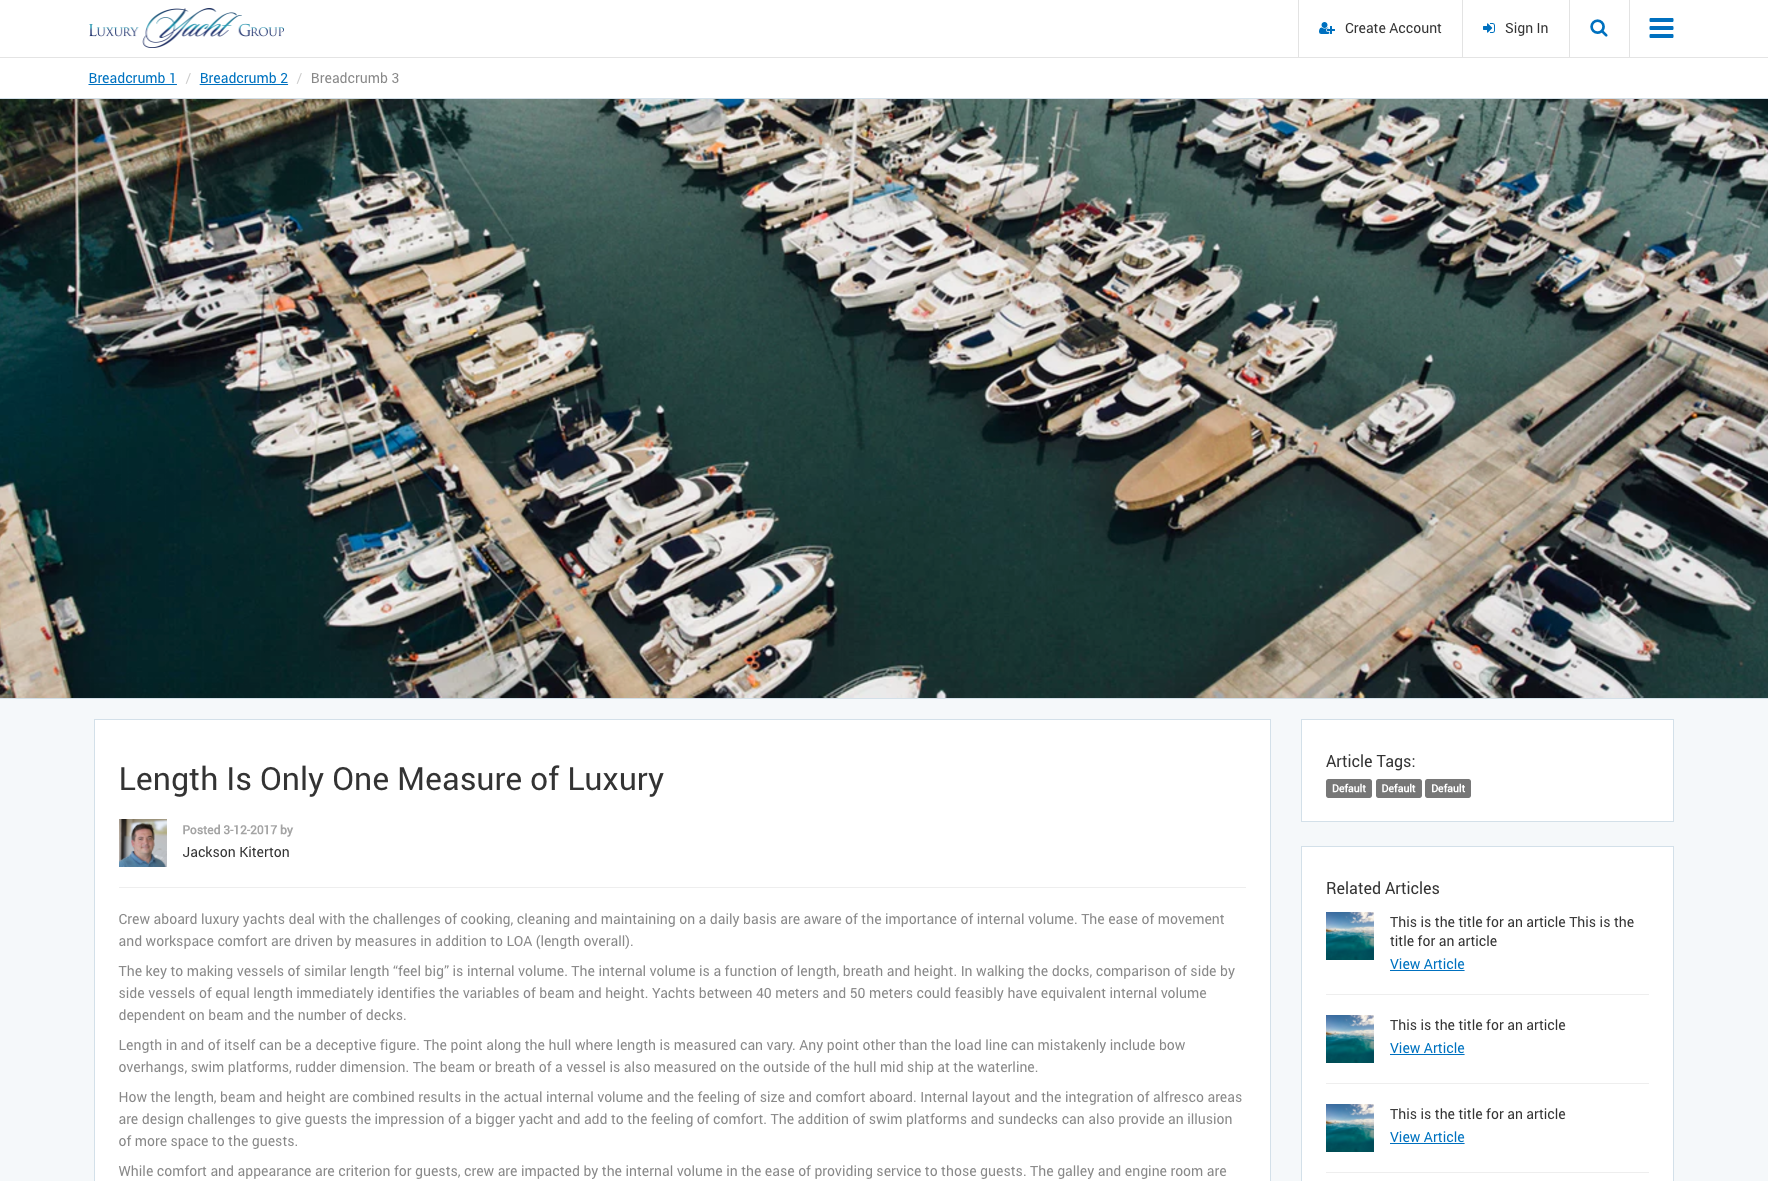 Luxury Yacht Group
Create Account
Sign In
Breadcrumb 1 / Breadcrumb 2 / Breadcrumb 3
Length Is Only One Measure of Luxury
Posted 3-12-2017 by
Jackson Kiterton
Crew aboard luxury yachts deal with the challenges of cooking, cleaning and maintaining on a daily basis are aware of the importance of internal volume. The ease of movement
and workspace comfort are driven by measures in addition to LOA (length overall).
The key to making vessels of similar length “feel big” is internal volume. The internal volume is a function of length, breath and height. In walking the docks, comparison of side by
side vessels of equal length immediately identifies the variables of beam and height. Yachts between 40 meters and 50 meters could feasibly have equivalent internal volume
dependent on beam and the number of decks.
Length in and of itself can be a deceptive figure. The point along the hull where length is measured can vary. Any point other than the load line can mistakenly include bow
overhangs, swim platforms, rudder dimension. The beam or breath of a vessel is also measured on the outside of the hull mid ship at the waterline.
How the length, beam and height are combined results in the actual internal volume and the feeling of size and comfort aboard. Internal layout and the integration of alfresco areas
are design challenges to give guests the impression of a bigger yacht and add to the feeling of comfort. The addition of swim platforms and sundecks can also provide an illusion
of more space to the guests.
While comfort and appearance are criterion for guests, crew are impacted by the internal volume in the ease of providing service to those guests. The galley and engine room are
Article Tags:
Default Default Default
Related Articles
This is the title for an article This is the
title for an article
View Article
This is the title for an article
View Article
This is the title for an article
View Article